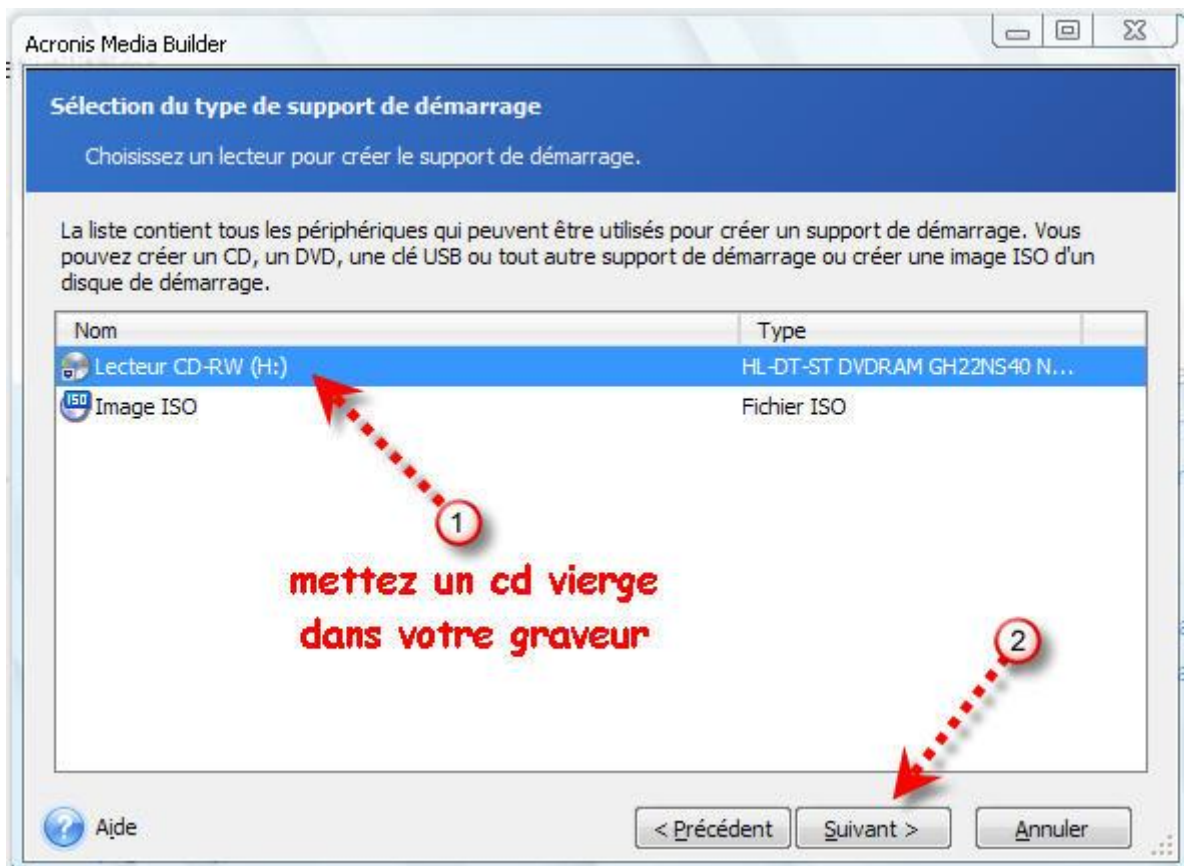 Acronis Media Builder
Sélection du type de support de démarrage
Choisissez un lecteur pour créer le support de démarrage.
La liste contient tous les périphériques qui peuvent être utilisés pour créer un support de démarrage. Vous
pouvez créer un CD, un DVD, une clé USB ou tout autre support de démarrage ou créer une image ISO d'un
disque de démarrage.
Nom Type
Lecteur CD-RW (H:) HL-DT-ST DVDRAM GH22NS40 N...
ISO Image ISO Fichier ISO
1
mettez un cd vierge
dans votre graveur
2
Aide < Précédent Suivant > Annuler